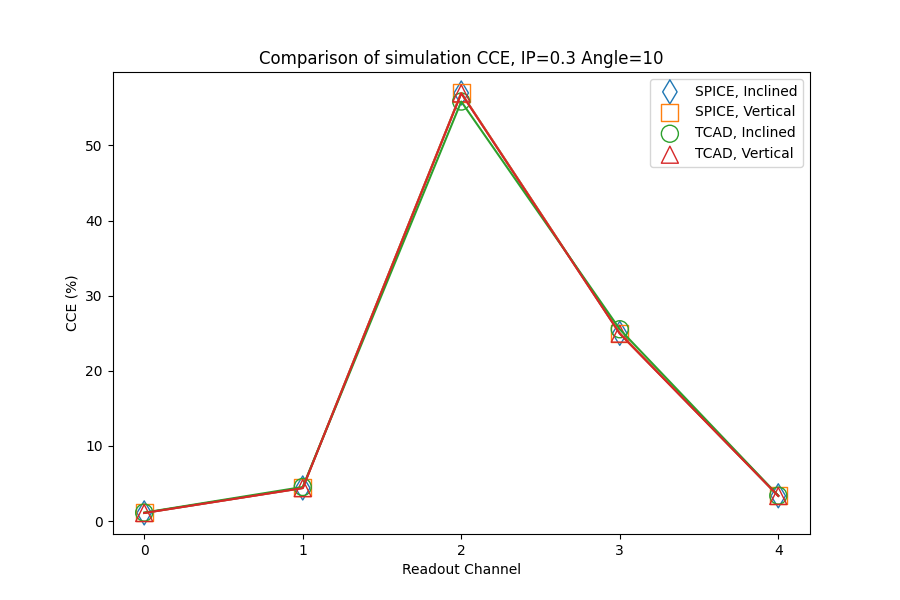 Comparison of simulation CCE, IP=0.3 Angle=10
SPICE, Inclined
SPICE, Vertical
TCAD, Inclined
TCAD, Vertical
50
40
30
20
10
0
CCE (%)
0 1 2 3 4
Readout Channel